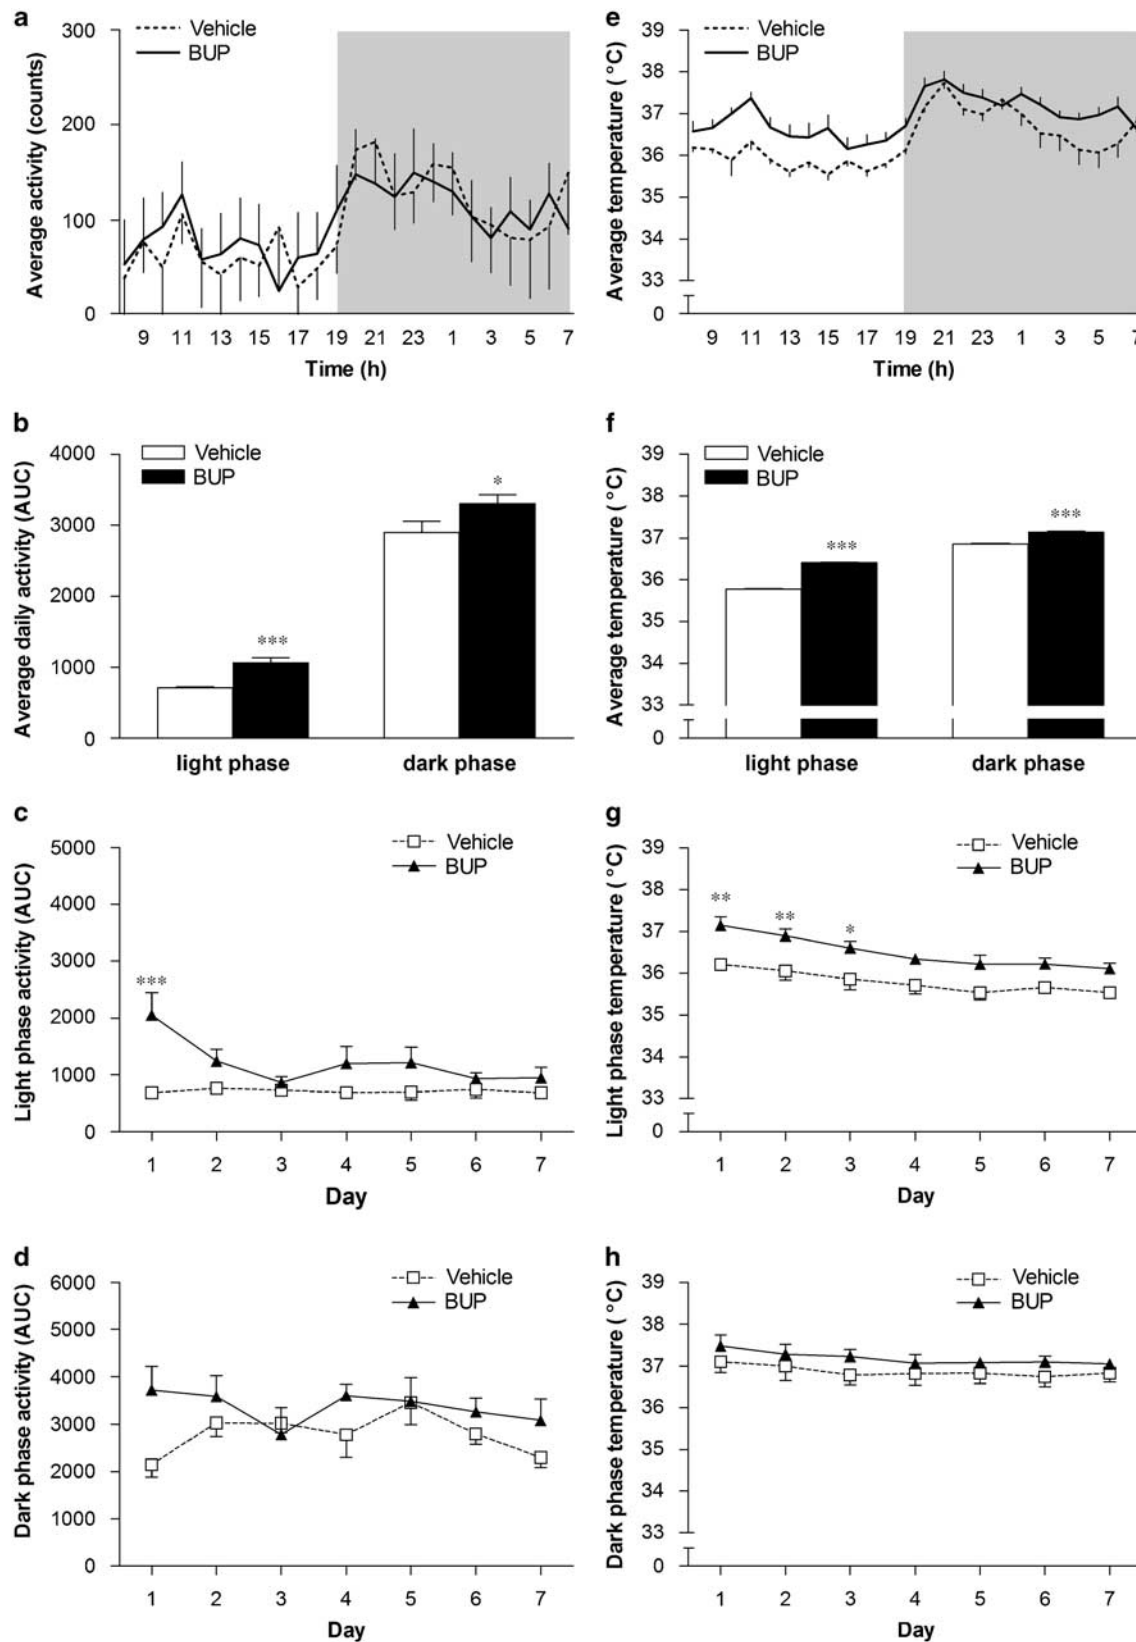 a
Vehicle
BUP
Average activity (counts)
300
200
100
0
9 11 13 15 17 19 21 23 1 3 5 7
Time (h)
e
Vehicle
BUP
Average temperature ( °C)
39
38
37
36
35
34
33
0
9 11 13 15 17 19 21 23 1 3 5 7
Time (h)
b
Vehicle
BUP
Average daily activity (AUC)
4000
3000
2000
1000
0
***
*
light phase dark phase
f
Vehicle
BUP
Average temperature ( °C)
39
38
37
36
35
34
33
0
***
***
light phase dark phase
c
Vehicle
BUP
Light phase activity (AUC)
5000
4000
3000
2000
1000
0
***
1 2 3 4 5 6 7
Day
g
Vehicle
BUP
Light phase temperature ( °C)
39
38
37
36
35
34
33
0
** ** *
1 2 3 4 5 6 7
Day
d
Vehicle
BUP
Dark phase activity (AUC)
6000
5000
4000
3000
2000
1000
0
1 2 3 4 5 6 7
Day
h
Vehicle
BUP
Dark phase temperature ( °C)
39
38
37
36
35
34
33
0
1 2 3 4 5 6 7
Day